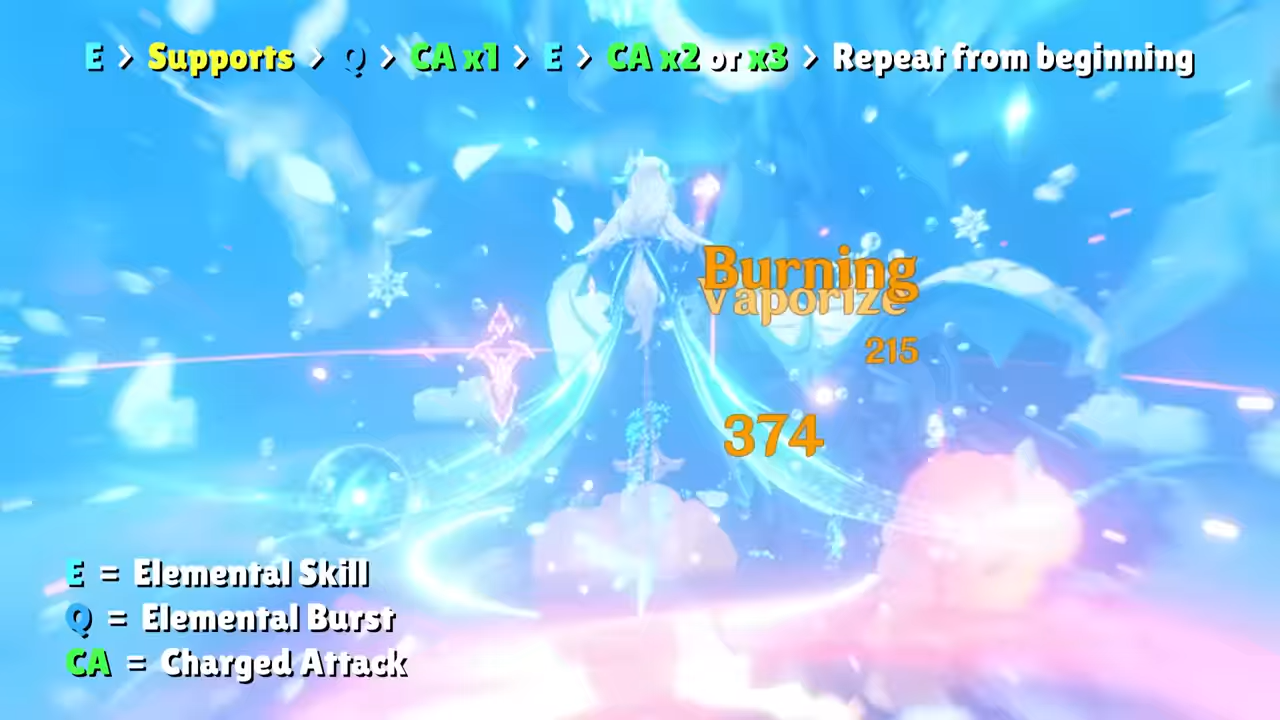 E > Supports > Q > CA x1 > E > CA x2 or x3 > Repeat from beginning
Burning
Vaporize
215
374
E = Elemental Skill
Q = Elemental Burst
CA = Charged Attack